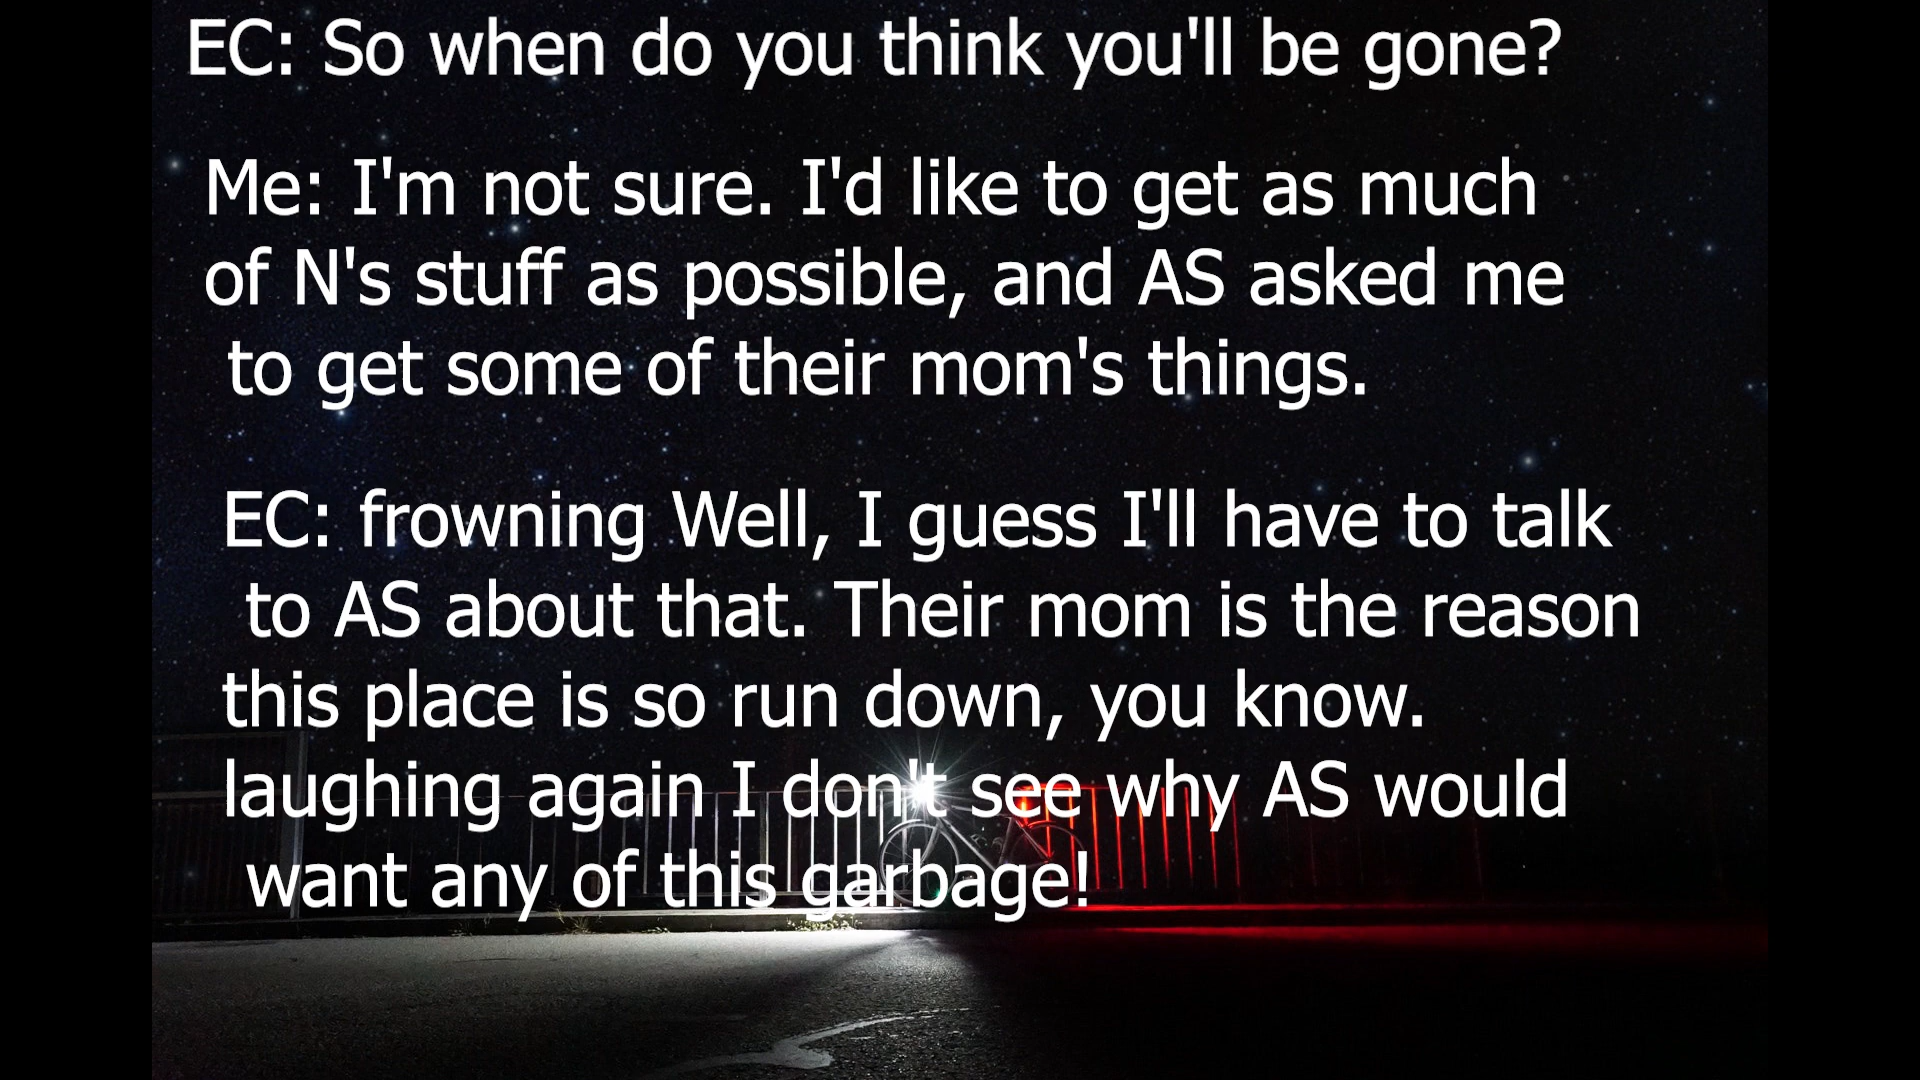 EC: So when do you think you'll be gone?
Me: I'm not sure. I'd like to get as much
of N's stuff as possible, and AS asked me
to get some of their mom's things.
EC: frowning Well, I guess I'll have to talk
to AS about that. Their mom is the reason
this place is so run down, you know.
laughing again I don't see why AS would
want any of this garbage!